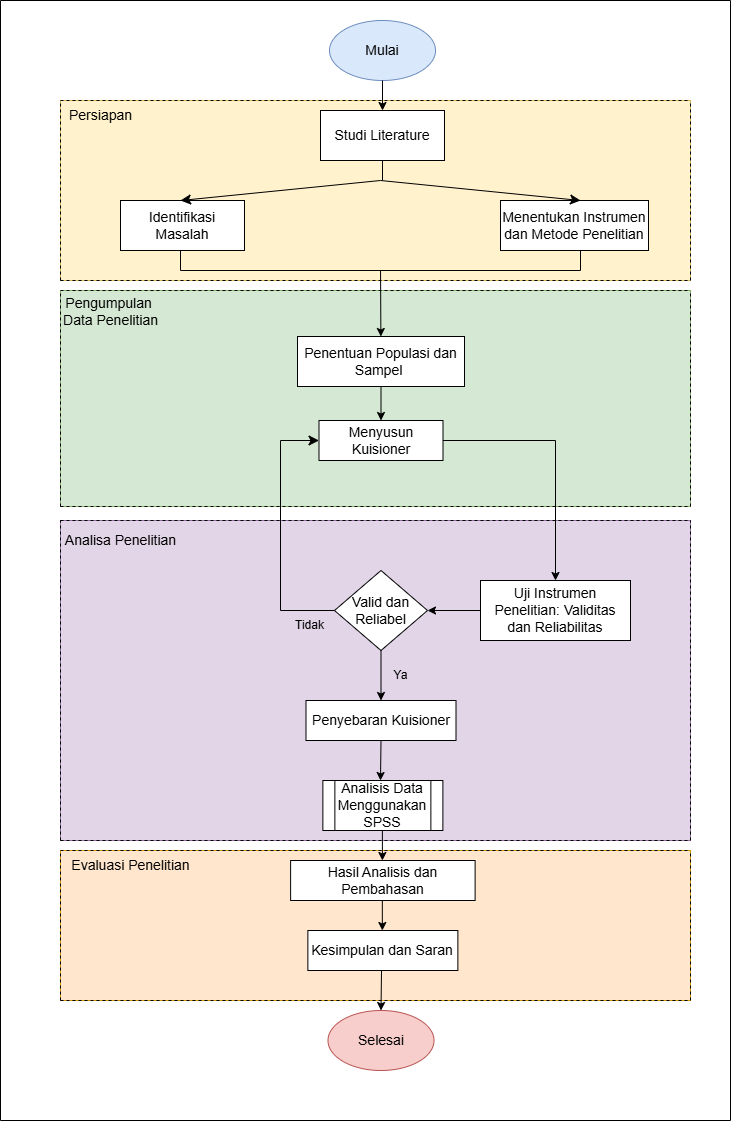 Mulai
Persiapan
Studi Literature
Identifikasi
Masalah
Menentukan Instrumen
dan Metode Penelitian
Pengumpulan
Data Penelitian
Penentuan Populasi dan
Sampel
Menyusun
Kuisioner
Analisa Penelitian
Valid dan
Reliabel
Uji Instrumen
Penelitian: Validitas
dan Reliabilitas
Tidak
Ya
Penyebaran Kuisioner
Analisis Data
Menggunakan
SPSS
Evaluasi Penelitian
Hasil Analisis dan
Pembahasan
Kesimpulan dan Saran
Selesai